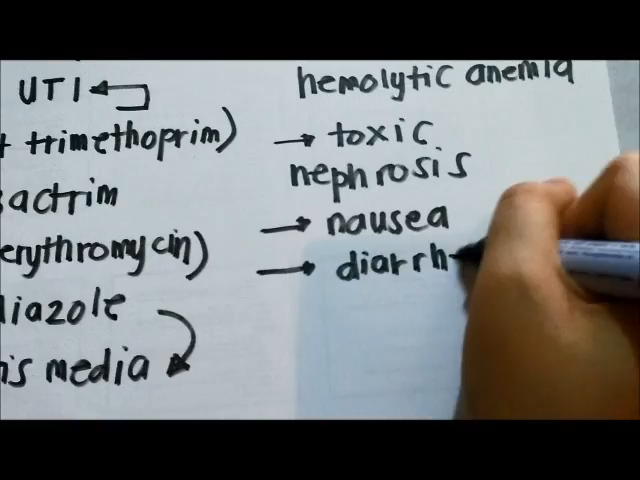 UTI
+ trimethoprim)
actrim
erythromycin)
iazole
is media
hemolytic anemia
→ toxic
nephrosis
→ nausea
→ diarrh